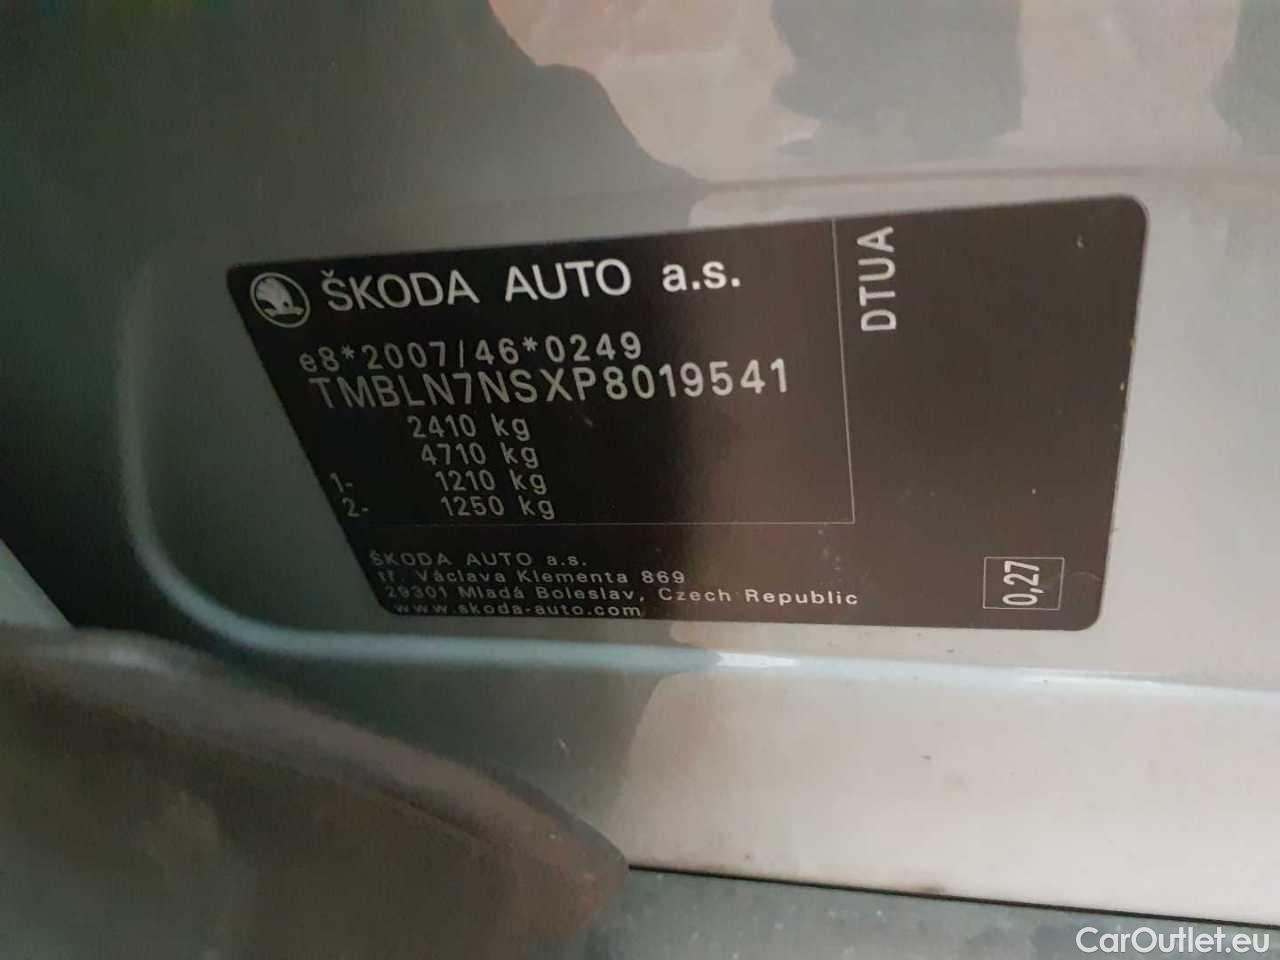 ŠKODA AUTO a.s.
e8*2007/46*0249
TMBLN7NSXP8019541
2410 kg
4710 kg
1- 1210 kg
2- 1250 kg
DTUA
ŠKODA AUTO a.s.
tř. Václava Klementa 869
29301 Mladá Boleslav, Czech Republic
www.skoda-auto.com
0,27
CarOutlet.eu